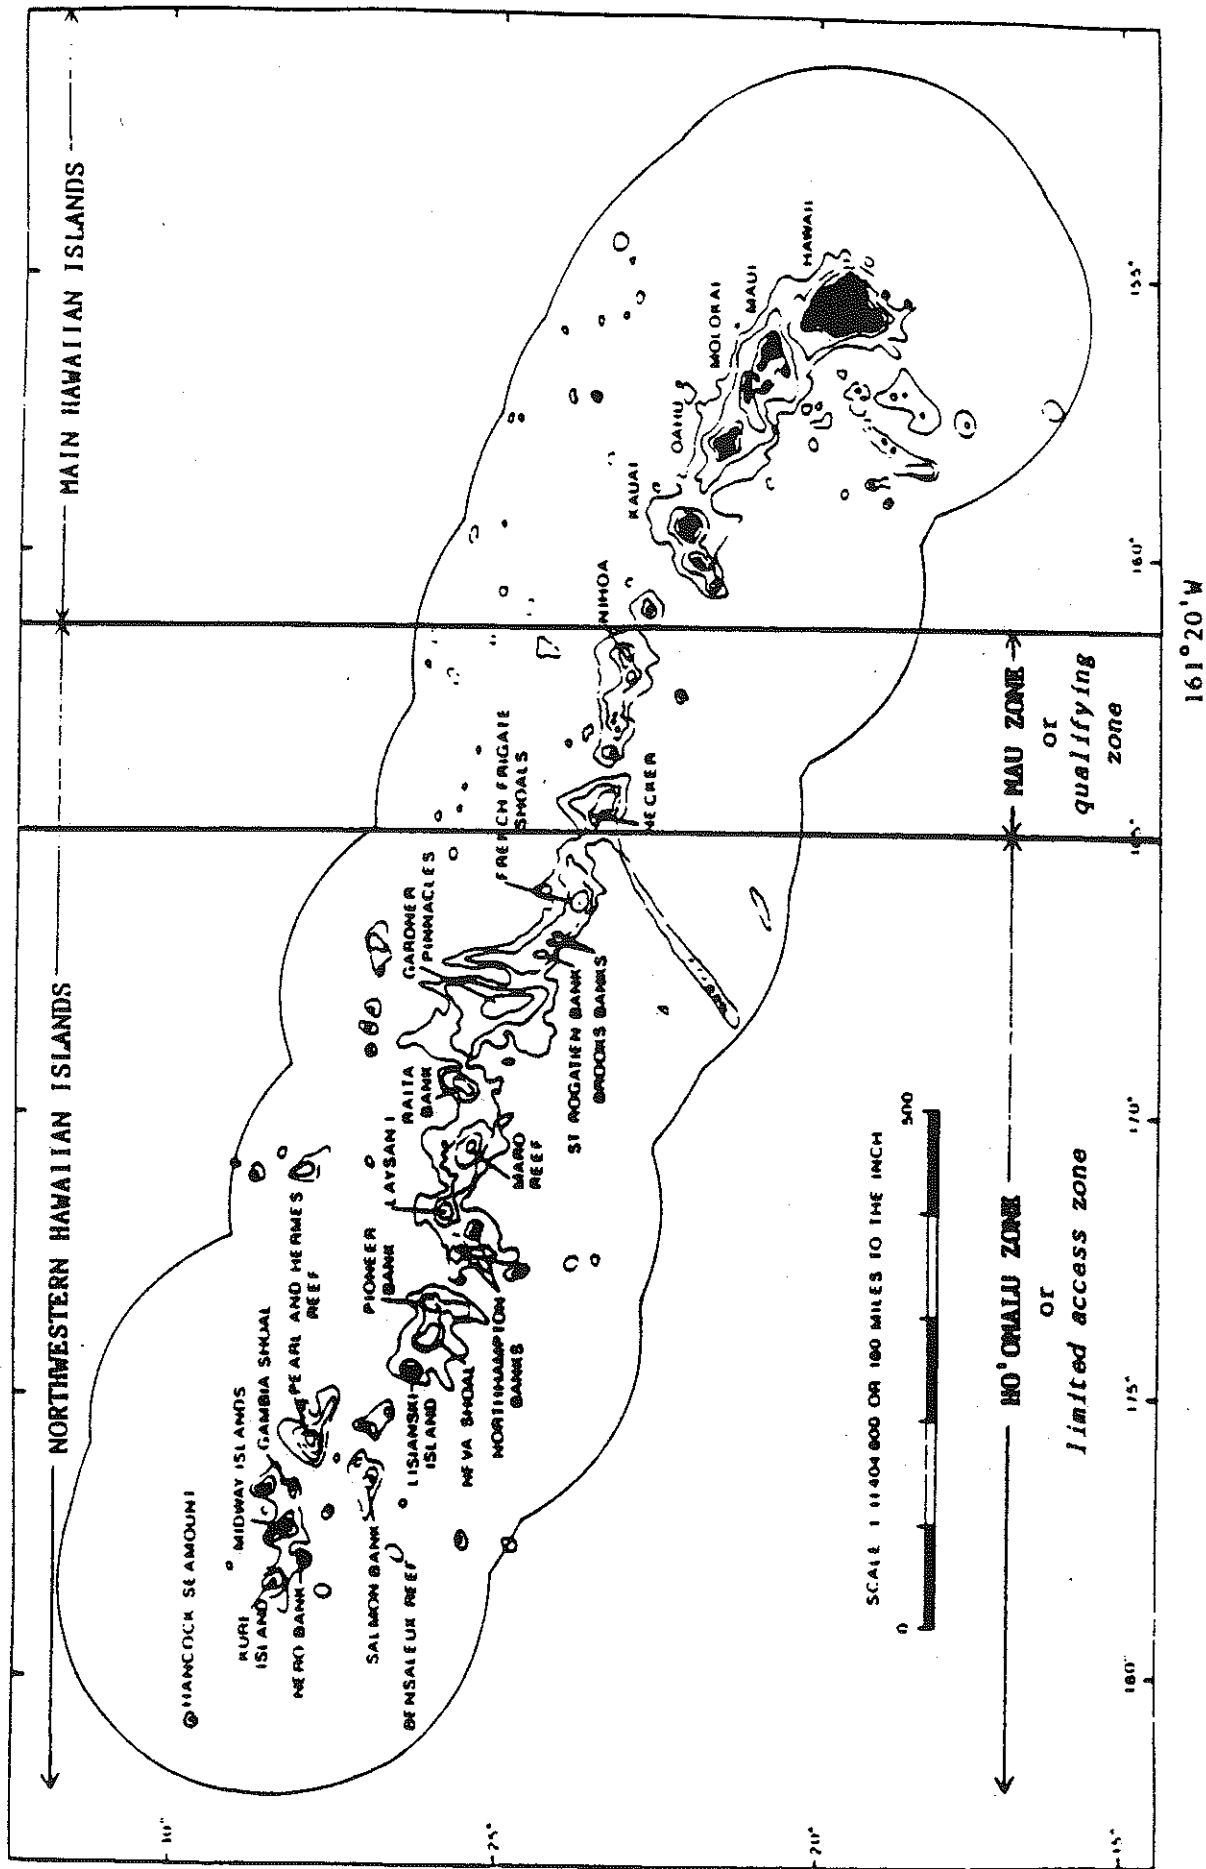 NORTHWESTERN HAWAIIAN ISLANDS
MAIN HAWAIIAN ISLANDS
HANCOCK SEAMOUNT
KURE
ISLAND
NERO BANK
MIDWAY ISLANDS
GAMBIA SHOAL
PEARL AND HERMES
REEF
SALMON BANK
BENSALEUX REEF
LISIANSKI
ISLAND
NEVA SHOAL
NORTHHAMPTON
BANKS
PIONEER
BANK
LAYSAN I
MARO
REEF
RAITA
BANK
GARDNER
PINNACLES
ST ROGATIEN BANK
BROOKS BANKS
FRENCH FRIGATE
SHOALS
NECKER
NIHOA
KAUAI
OAHU
MOLOKAI
MAUI
HAWAII
30°
25°
20°
15°
SCALE 1 11 404 800 OR 180 MILES TO THE INCH
0
500
HO'OMALU ZONE
or
limited access zone
MAU ZONE
or
qualifying
zone
180°
175°
170°
165°
160°
155°
161°20'W